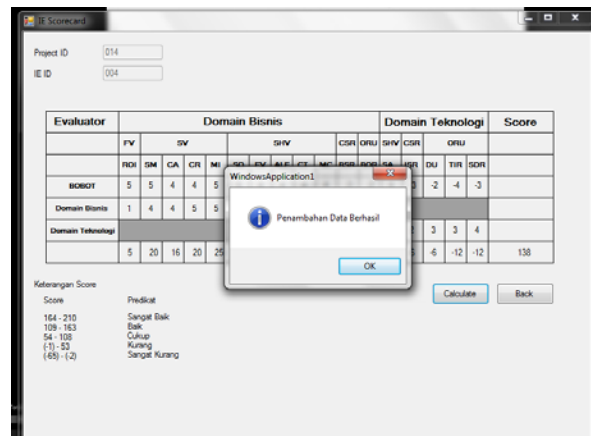 IE Scorecard
Project ID 014
IE ID 004
Evaluator Domain Bisnis Domain Teknologi Score
FV SV SHV CSR ORU SHV CSR ORU
ROI SM CA CR MI DU TIR SDR
BOBOT 5 5 4 4 5 -2 -4 -3
Domain Bisnis 1 4 4 5 5
Domain Teknologi 3 3 4
5 20 16 20 25 -6 -12 -12 138
WindowsApplication1
Penambahan Data Berhasil
OK
Keterangan Score
Calculate Back
Score Predikat
164 - 210 Sangat Baik
109 - 163 Baik
54 - 108 Cukup
(-1) - 53 Kurang
(-65) - (-2) Sangat Kurang